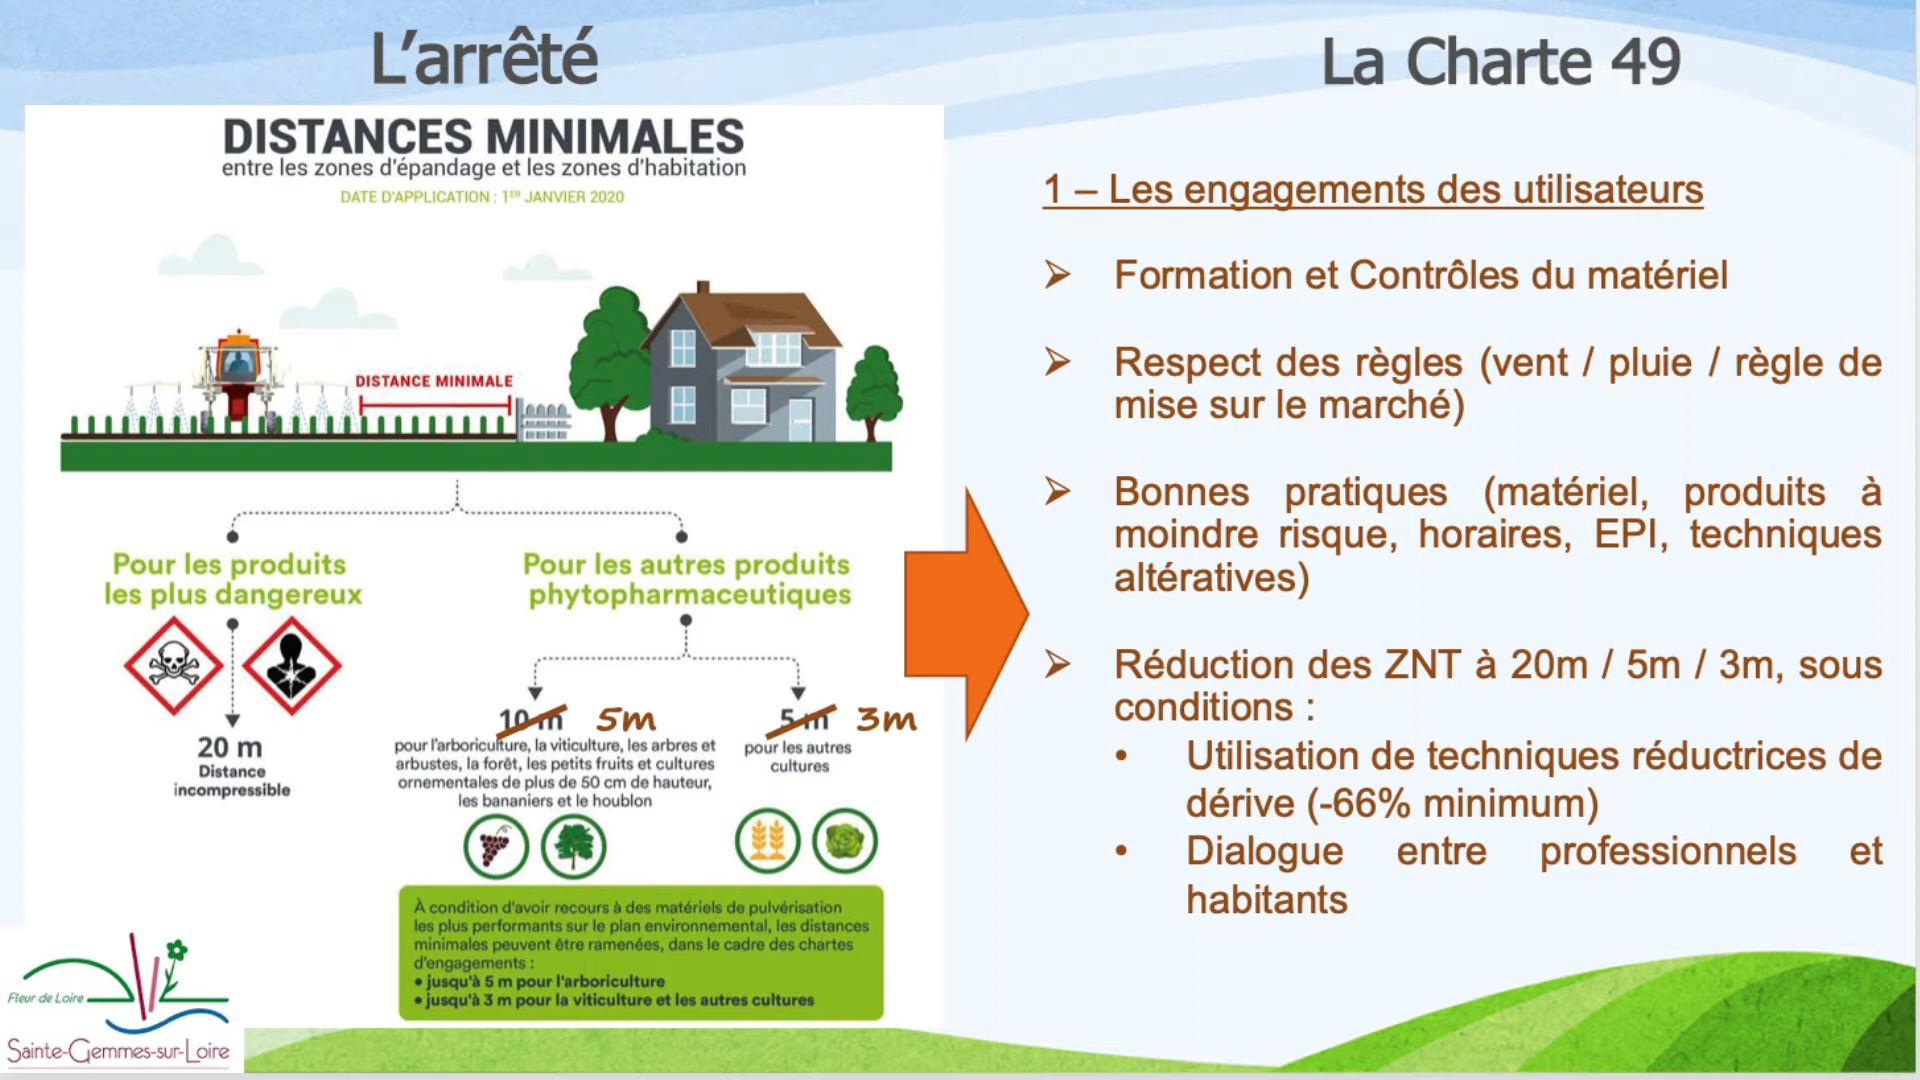 L'arrêté
La Charte 49
DISTANCES MINIMALES
entre les zones d'épandage et les zones d'habitation
DATE D'APPLICATION : 1ER JANVIER 2020
DISTANCE MINIMALE
Pour les produits
les plus dangereux
20 m
Distance
incompressible
Pour les autres produits
phytopharmaceutiques
10 m 5m
pour l'arboriculture, la viticulture, les arbres et
arbustes, la forêt, les petits fruits et cultures
ornementales de plus de 50 cm de hauteur,
les bananiers et le houblon
5 m 3m
pour les autres
cultures
À condition d'avoir recours à des matériels de pulvérisation
les plus performants sur le plan environnemental, les distances
minimales peuvent être ramenées, dans le cadre des chartes
d'engagements :
• jusqu'à 5 m pour l'arboriculture
• jusqu'à 3 m pour la viticulture et les autres cultures
Fleur de Loire
Sainte-Gemmes-sur-Loire
1 – Les engagements des utilisateurs
➢ Formation et Contrôles du matériel
➢ Respect des règles (vent / pluie / règle de
mise sur le marché)
➢ Bonnes pratiques (matériel, produits à
moindre risque, horaires, EPI, techniques
altératives)
➢ Réduction des ZNT à 20m / 5m / 3m, sous
conditions :
• Utilisation de techniques réductrices de
dérive (-66% minimum)
• Dialogue entre professionnels et
habitants